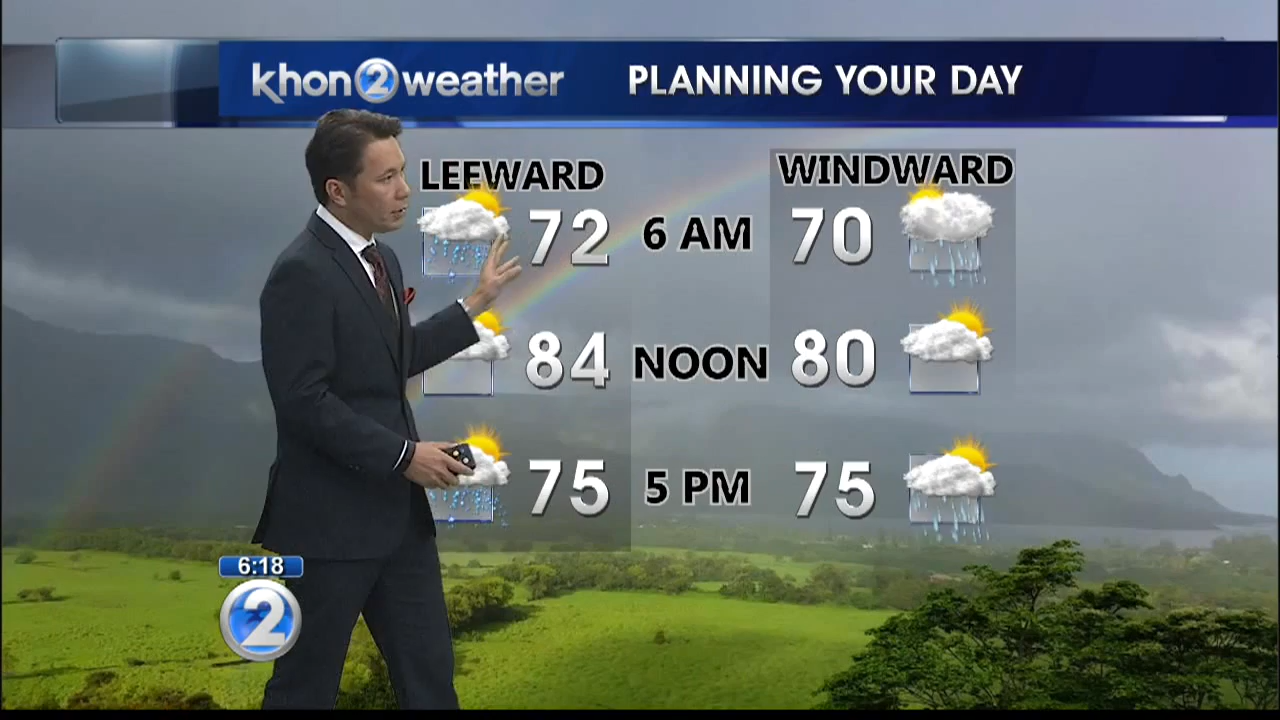 khon2weather PLANNING YOUR DAY
LEEWARD WINDWARD
72 6 AM 70
84 NOON 80
75 5 PM 75
6:18
2